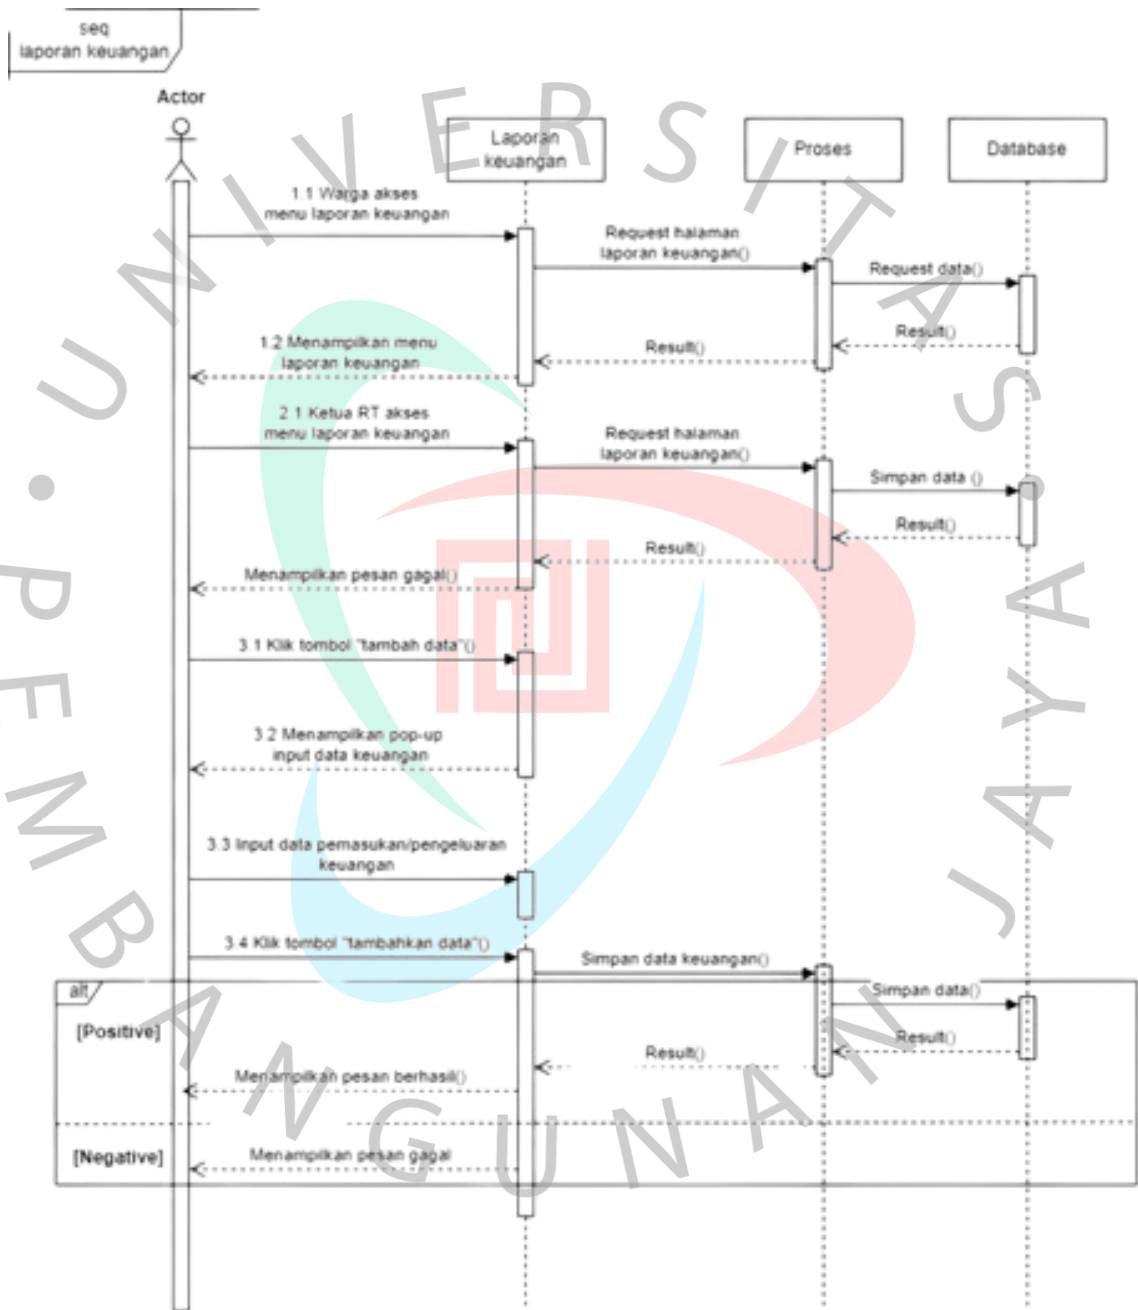 seq
laporan keuangan
Actor
Laporan
keuangan
Proses
Database
1.1 Warga akses
menu laporan keuangan
Request halaman
laporan keuangan()
Request data()
Result()
Result()
1.2 Menampilkan menu
laporan keuangan
2.1 Ketua RT akses
menu laporan keuangan
Request halaman
laporan keuangan()
Simpan data ()
Result()
Result()
Menampilkan pesan gagal()
3.1 Klik tombol "tambah data"()
3.2 Menampilkan pop-up
input data keuangan
3.3 Input data pemasukan/pengeluaran
keuangan
3.4 Klik tombol "tambahkan data"()
Simpan data keuangan()
alt
Simpan data()
[Positive]
Result()
Result()
Menampilkan pesan berhasil()
[Negative]
Menampilkan pesan gagal
UNIVERSITAS
PEMBANGUNAN JAYA